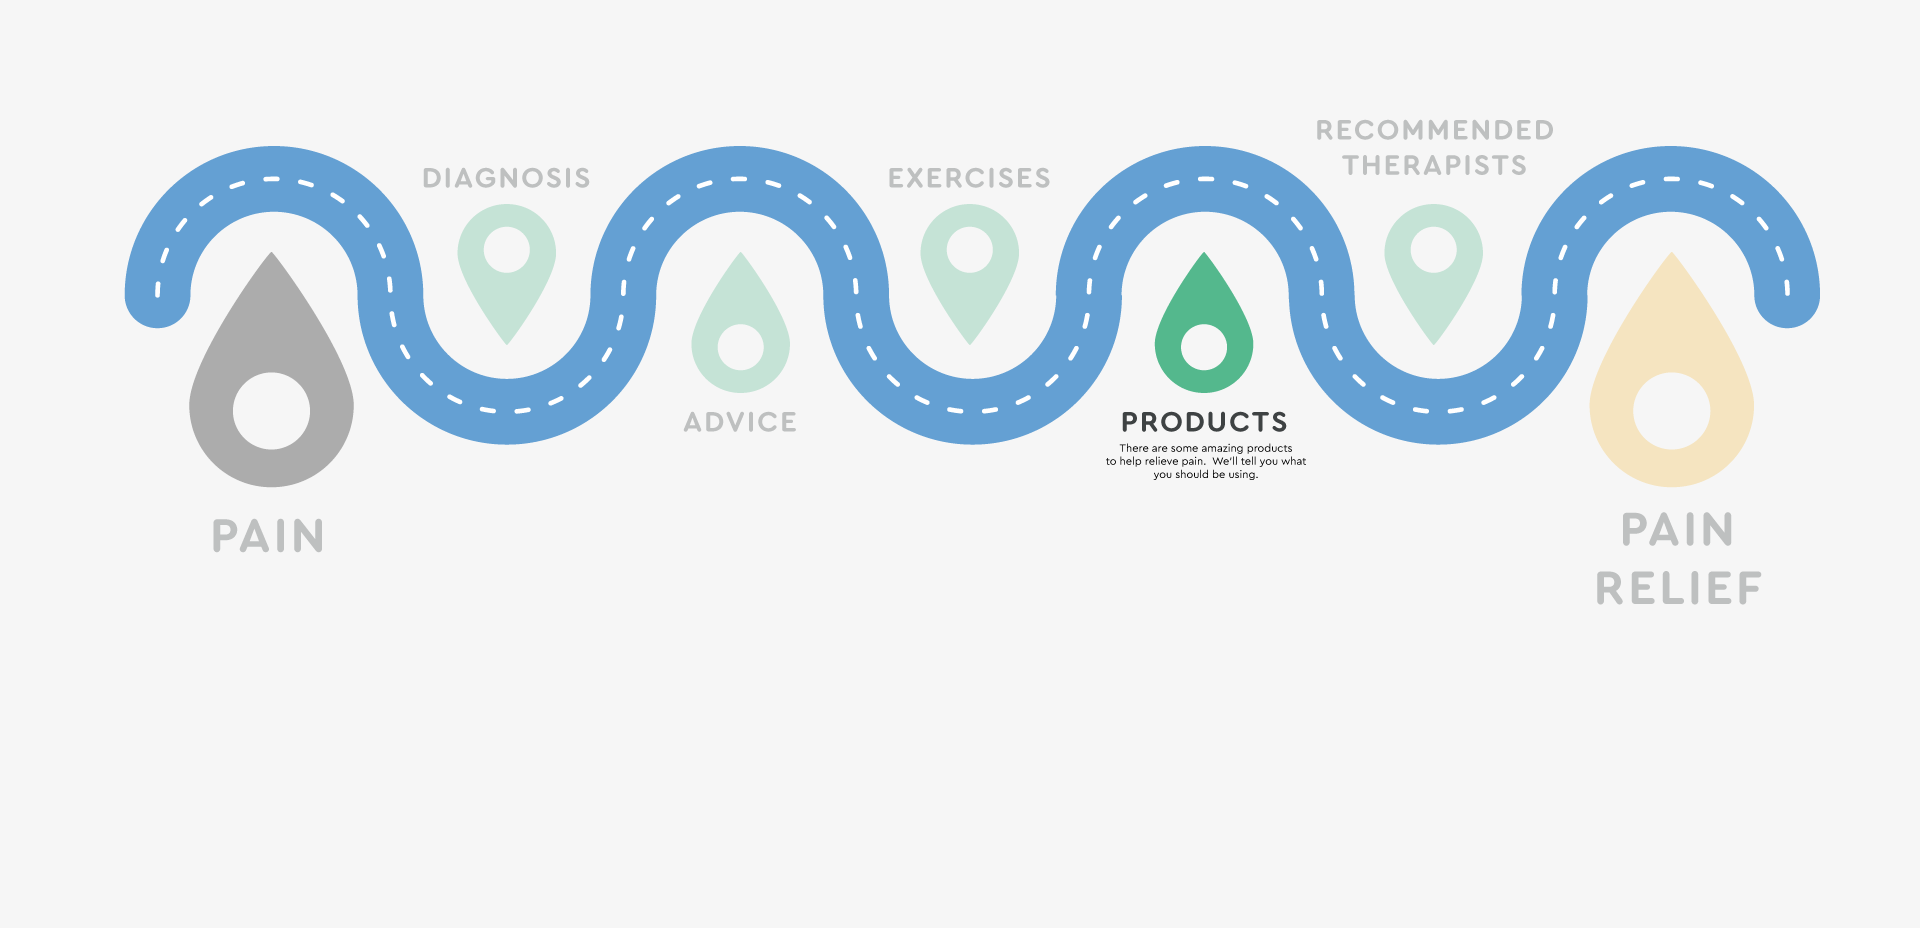 PAIN
DIAGNOSIS
ADVICE
EXERCISES
PRODUCTS
There are some amazing products
to help relieve pain.  We'll tell you what
you should be using.
RECOMMENDED
THERAPISTS
PAIN
RELIEF